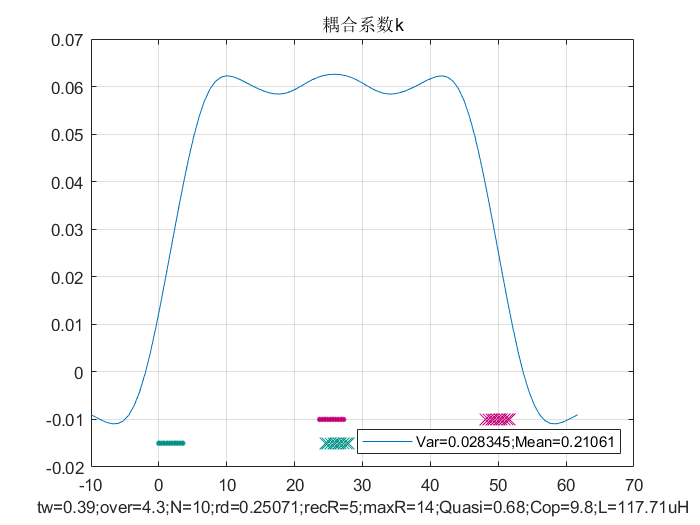 耦合系数k
0.07
0.06
0.05
0.04
0.03
0.02
0.01
0
-0.01
-0.02
Var=0.028345;Mean=0.21061
-10 0 10 20 30 40 50 60 70
tw=0.39;over=4.3;N=10;rd=0.25071;recR=5;maxR=14;Quasi=0.68;Cop=9.8;L=117.71uH